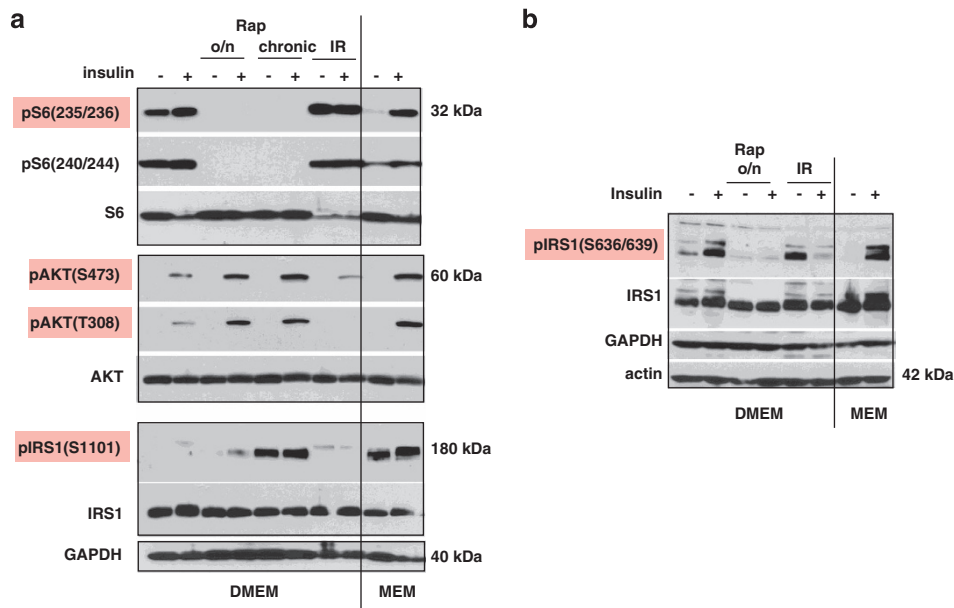 a
Rap
o/n chronic IR
insulin - + - + - + - + - +
pS6(235/236) 32 kDa
pS6(240/244)
S6
pAKT(S473) 60 kDa
pAKT(T308)
AKT
pIRS1(S1101) 180 kDa
IRS1
GAPDH 40 kDa
DMEM MEM
b
Rap
o/n IR
Insulin - + - + - + - +
pIRS1(S636/639)
IRS1
GAPDH
actin 42 kDa
DMEM MEM